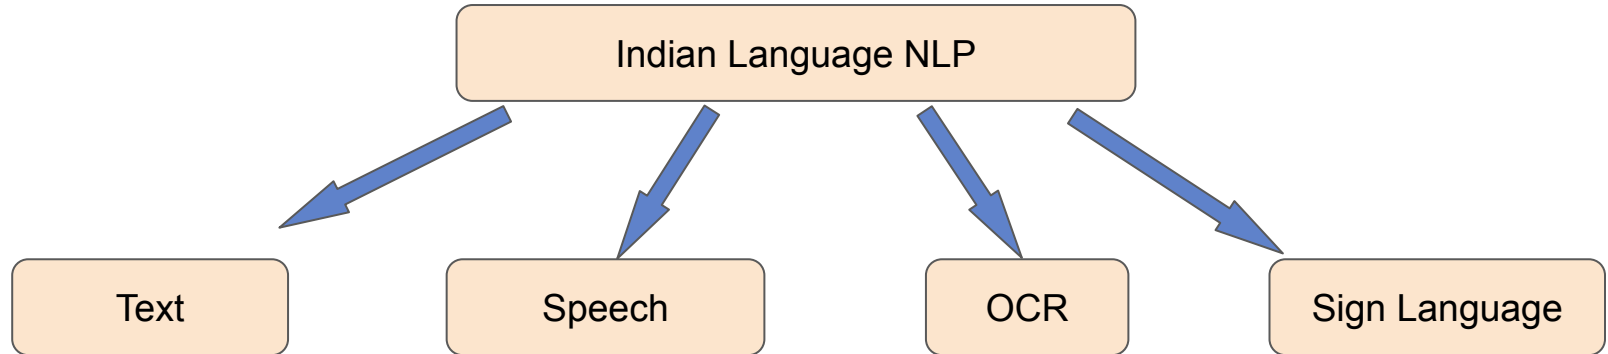 Indian Language NLP
Text
Speech
OCR
Sign Language